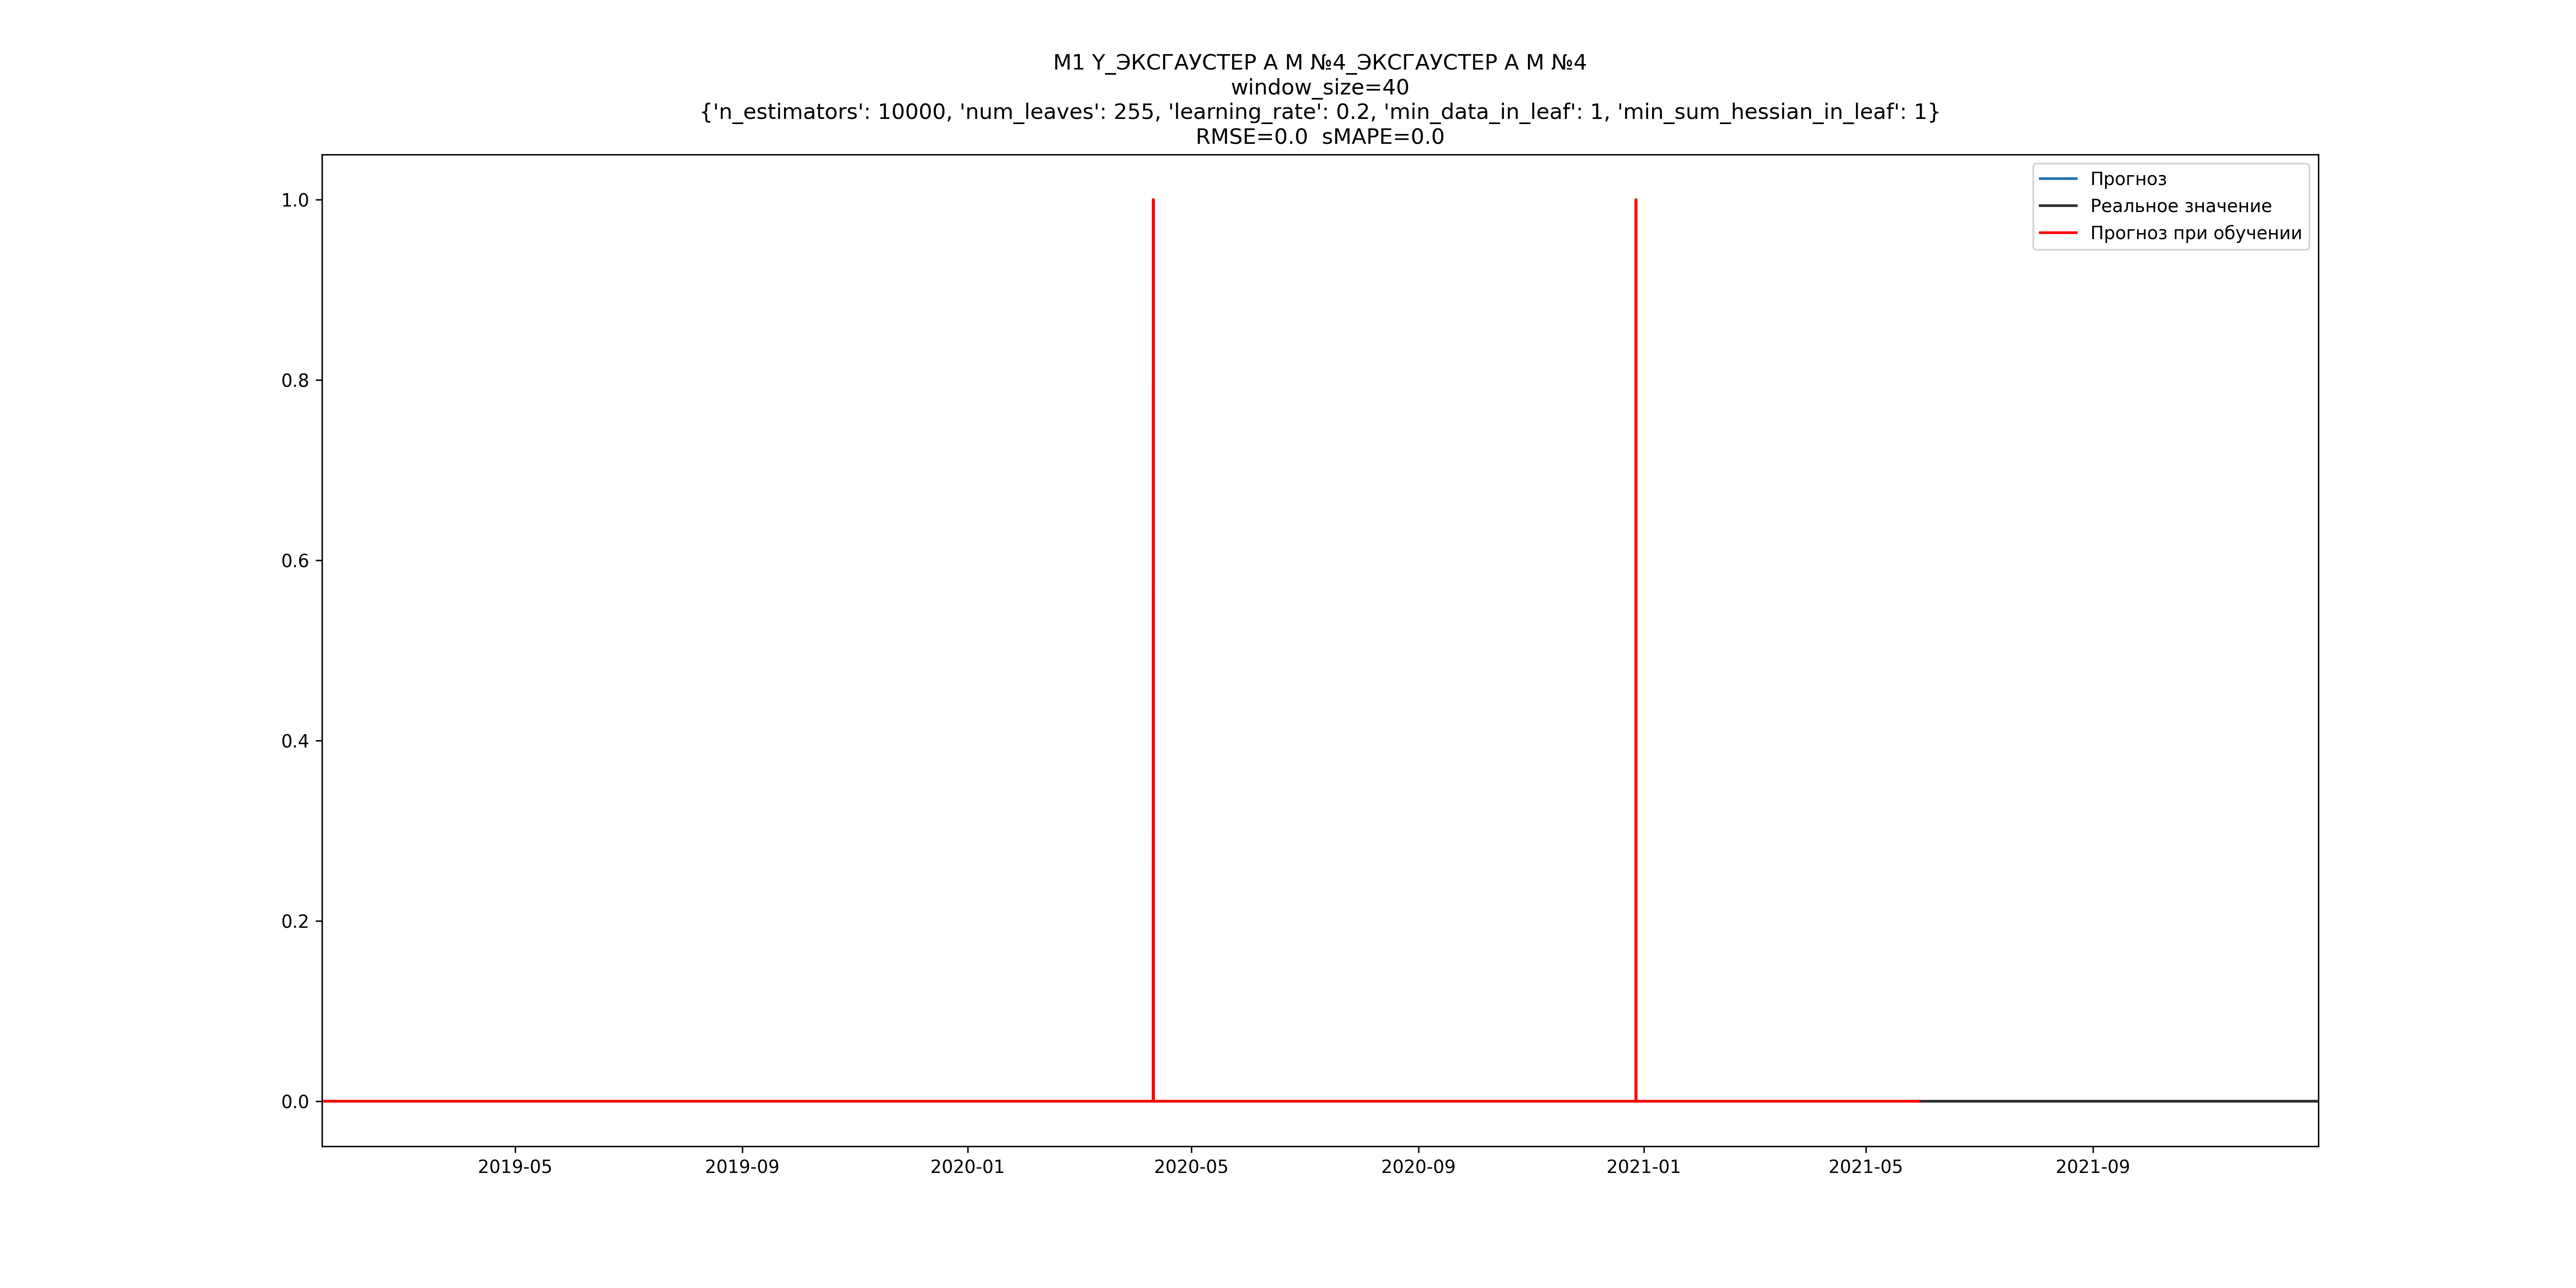 М1 Y_ЭКСГАУСТЕР А М №4_ЭКСГАУСТЕР А М №4
window_size=40
{'n_estimators': 10000, 'num_leaves': 255, 'learning_rate': 0.2, 'min_data_in_leaf': 1, 'min_sum_hessian_in_leaf': 1}
RMSE=0.0  sMAPE=0.0
Прогноз
Реальное значение
Прогноз при обучении
1.0
0.8
0.6
0.4
0.2
0.0
2019-05
2019-09
2020-01
2020-05
2020-09
2021-01
2021-05
2021-09